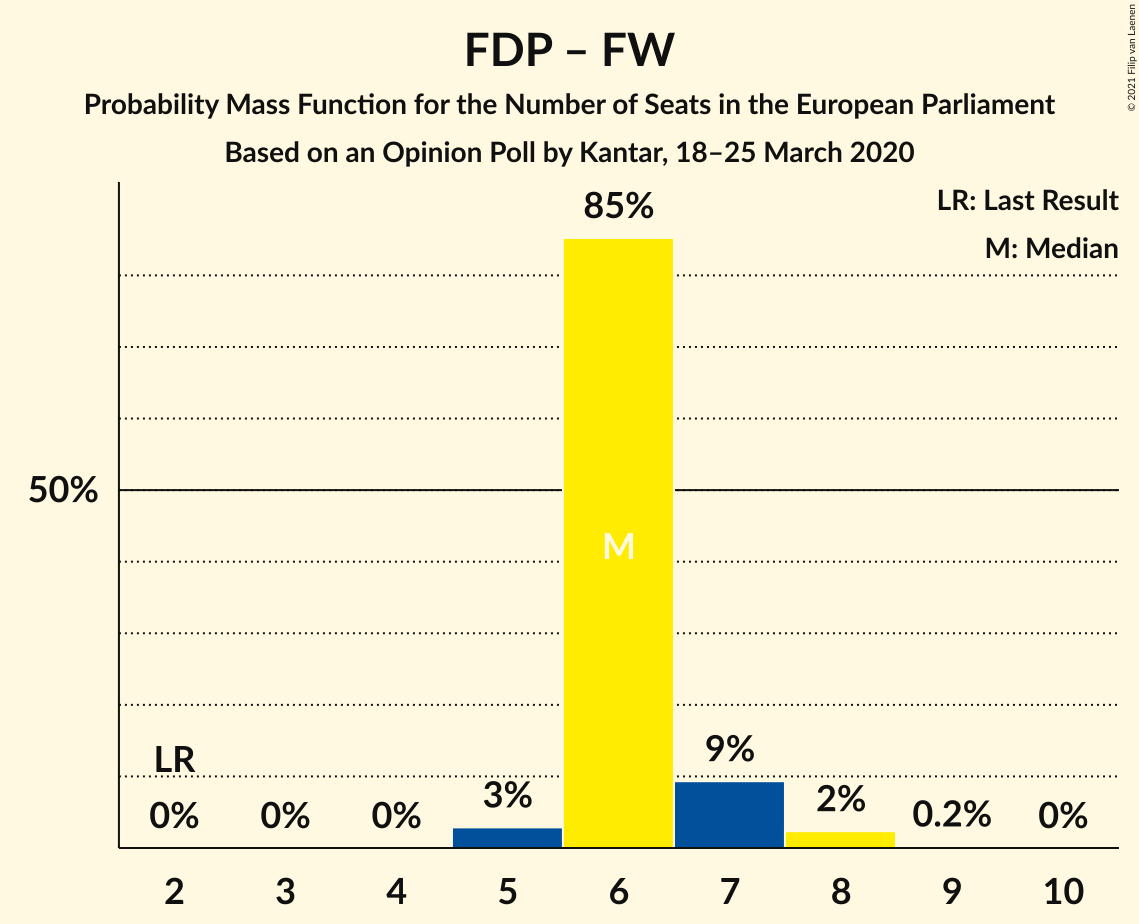 FDP – FW
Probability Mass Function for the Number of Seats in the European Parliament
Based on an Opinion Poll by Kantar, 18–25 March 2020
© 2021 Filip van Laenen
LR: Last Result
M: Median
85%
50%
M
LR
0%
0%
0%
3%
9%
2%
0.2%
0%
2 3 4 5 6 7 8 9 10